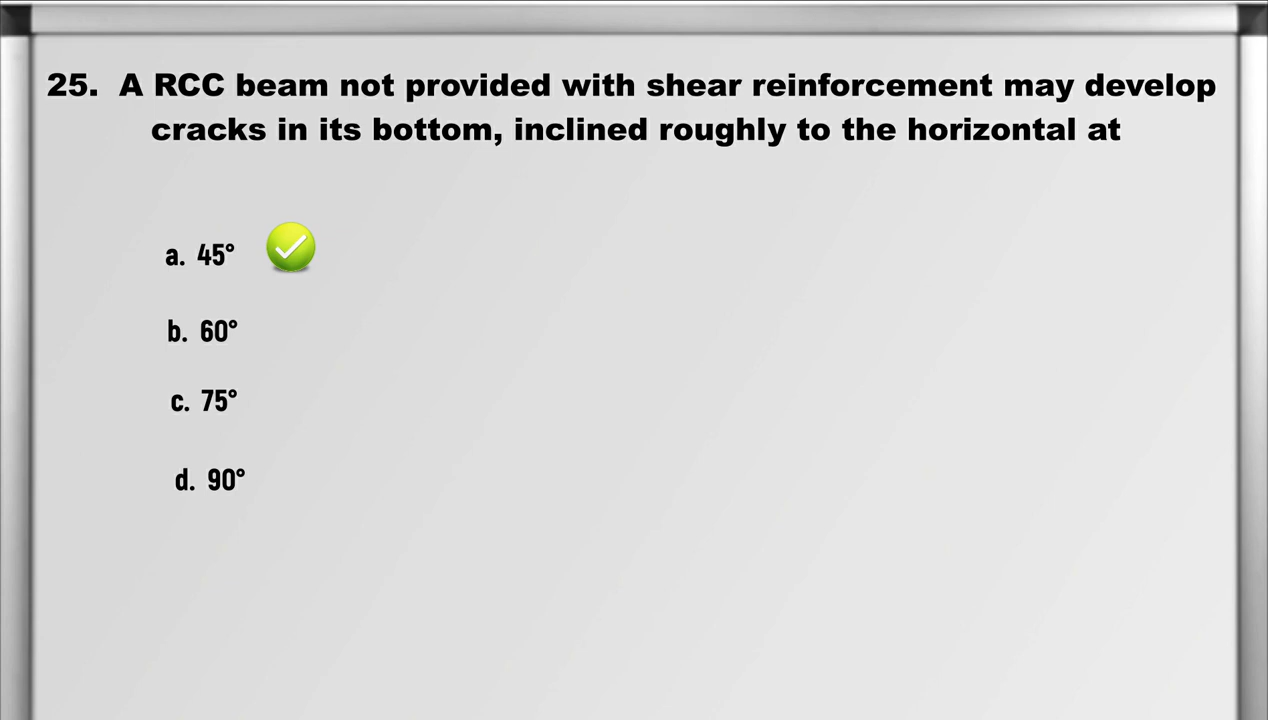 25. A RCC beam not provided with shear reinforcement may develop
cracks in its bottom, inclined roughly to the horizontal at
a. 45°
b. 60°
c. 75°
d. 90°